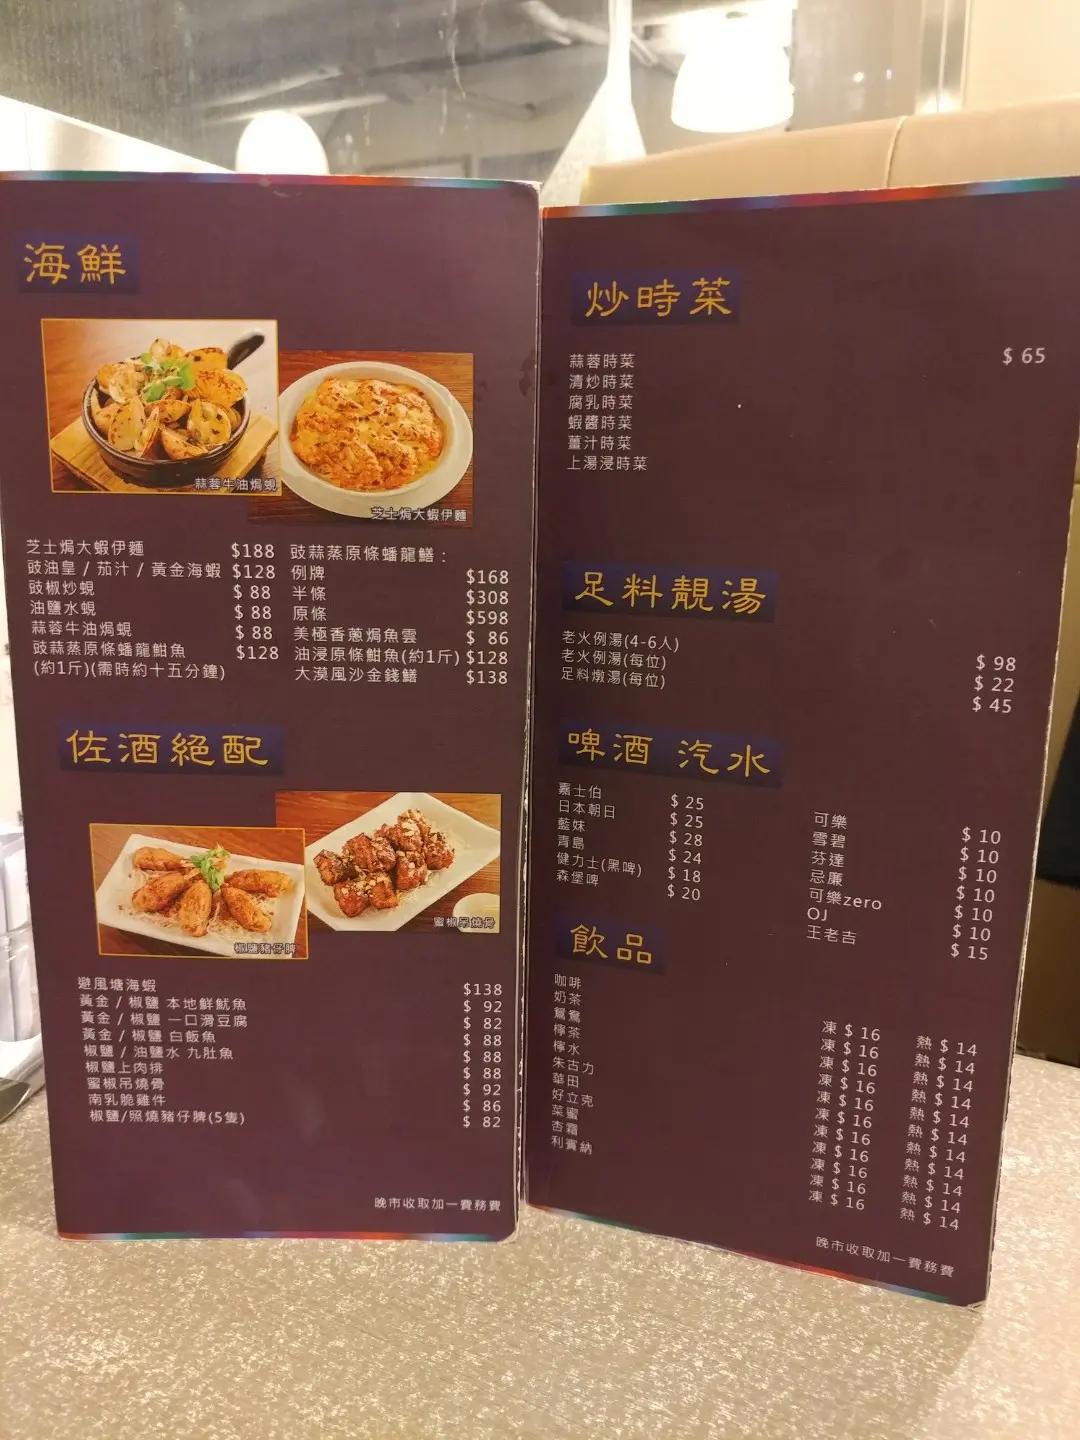 海鮮
蒜蓉牛油焗蜆
芝士焗大蝦伊麵
芝士焗大蝦伊麵 $188
豉油皇 / 茄汁 / 黃金海蝦 $128
豉椒炒蜆 $ 88
油鹽水蜆 $ 88
蒜蓉牛油焗蜆 $ 88
豉蒜蒸原條蟠龍魽魚 $128
(約1斤)(需時約十五分鐘)
豉蒜蒸原條蟠龍鱔：
例牌 $168
半條 $308
原條 $598
美極香蔥焗魚雲 $ 86
油浸原條魽魚(約1斤) $128
大漠風沙金錢鱔 $138
佐酒絕配
椒鹽豬仔脾
蜜椒吊燒骨
避風塘海蝦 $138
黃金 / 椒鹽 本地鮮魷魚 $ 92
黃金 / 椒鹽 一口滑豆腐 $ 82
黃金 / 椒鹽 白飯魚 $ 88
椒鹽 / 油鹽水 九肚魚 $ 88
椒鹽上肉排 $ 88
蜜椒吊燒骨 $ 92
南乳脆雞件 $ 86
椒鹽/照燒豬仔脾(5隻) $ 82
晚市收取加一費務費
炒時菜
蒜蓉時菜 $ 65
清炒時菜
腐乳時菜
蝦醬時菜
薑汁時菜
上湯浸時菜
足料靚湯
老火例湯(4-6人) $ 98
老火例湯(每位) $ 22
足料燉湯(每位) $ 45
啤酒 汽水
嘉士伯 $ 25
日本朝日 $ 25
藍妹 $ 28
青島 $ 24
健力士(黑啤) $ 18
森堡啤 $ 20
可樂 $ 10
雪碧 $ 10
芬達 $ 10
忌廉 $ 10
可樂zero $ 10
OJ $ 10
王老吉 $ 15
飲品
咖啡 凍 $ 16 熱 $ 14
奶茶 凍 $ 16 熱 $ 14
鴛鴦 凍 $ 16 熱 $ 14
檸茶 凍 $ 16 熱 $ 14
檸水 凍 $ 16 熱 $ 14
朱古力 凍 $ 16 熱 $ 14
華田 凍 $ 16 熱 $ 14
好立克 凍 $ 16 熱 $ 14
菜蜜 凍 $ 16 熱 $ 14
杏霜 凍 $ 16 熱 $ 14
利賓納 凍 $ 16 熱 $ 14
晚市收取加一費務費